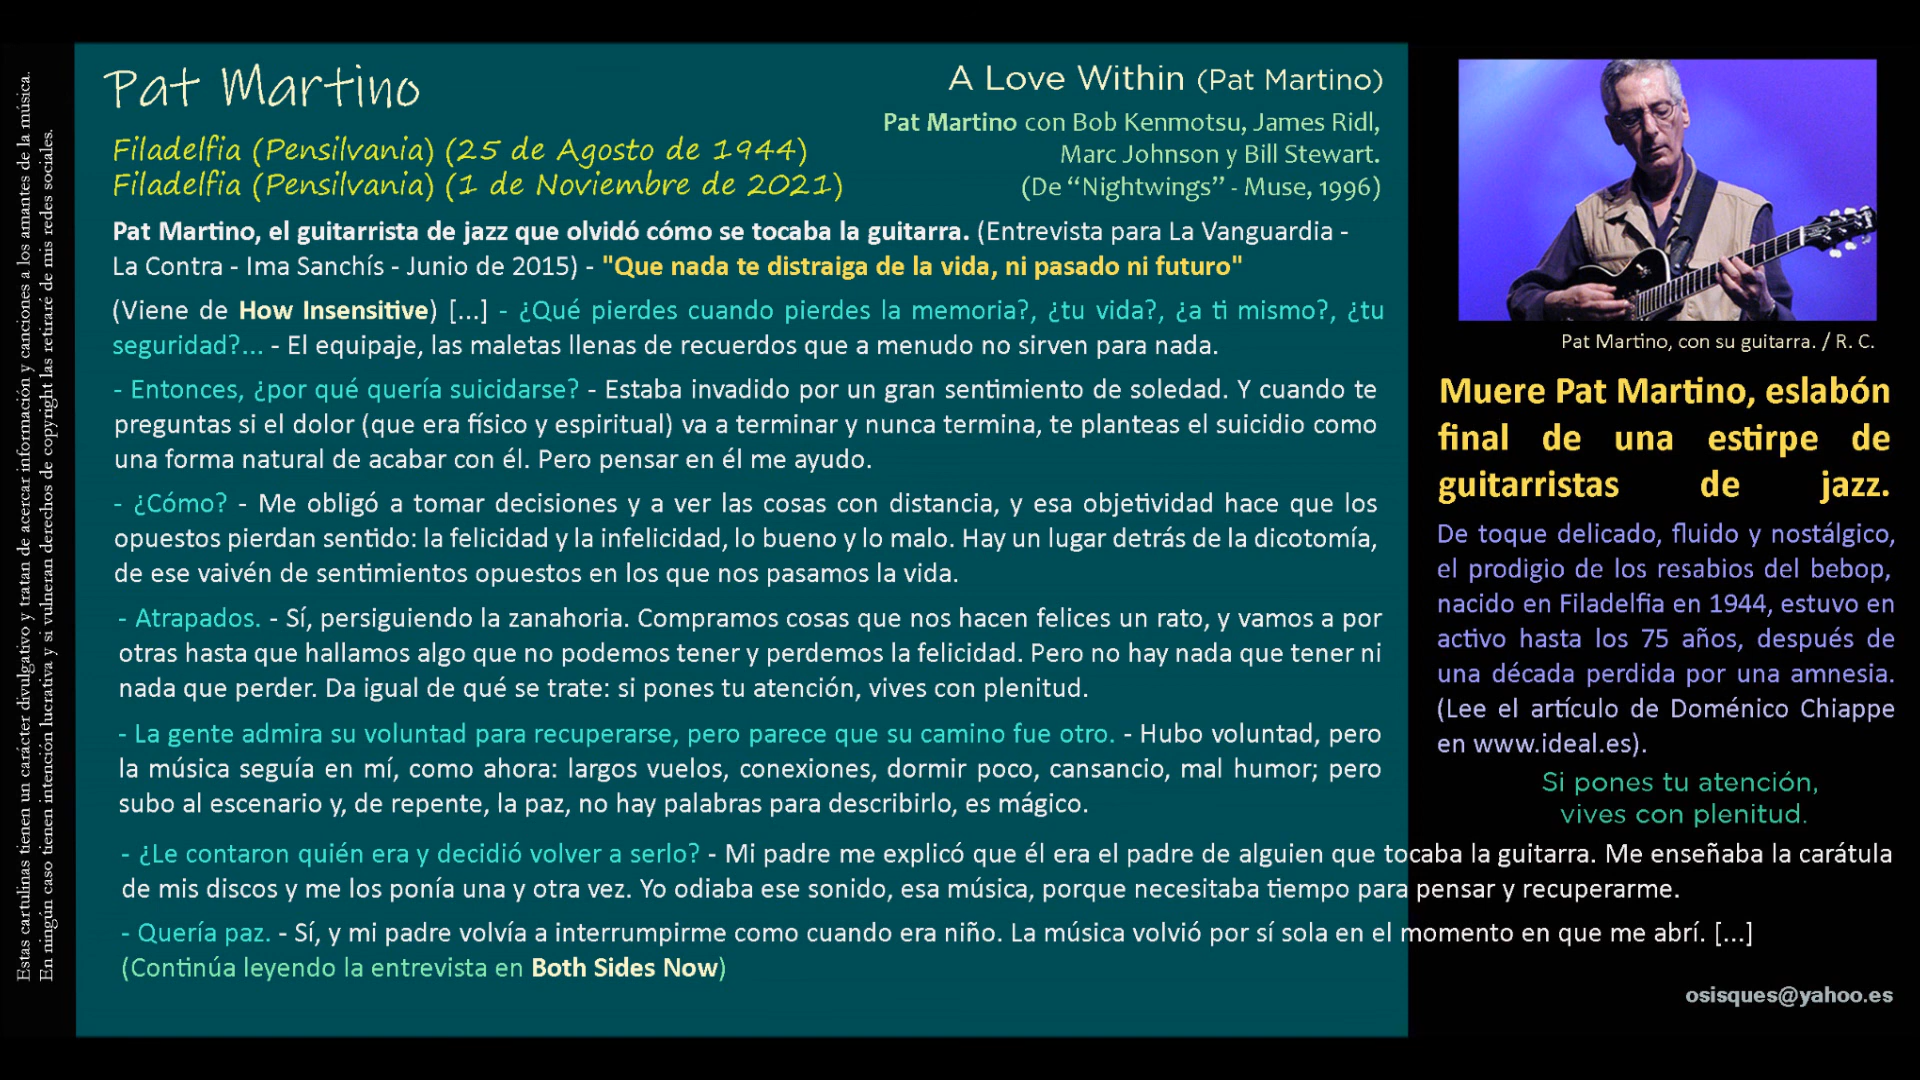 Estas cartulinas tienen un carácter divulgativo y tratan de acercar información y canciones a los amantes de la música.
En ningún caso tienen intención lucrativa y si vulneran derechos de copyright las retiraré de mis redes sociales.
Pat Martino
Filadelfia (Pensilvania) (25 de Agosto de 1944)
Filadelfia (Pensilvania) (1 de Noviembre de 2021)
A Love Within (Pat Martino)
Pat Martino con Bob Kenmotsu, James Ridl,
Marc Johnson y Bill Stewart.
(De “Nightwings” - Muse, 1996)
Pat Martino, el guitarrista de jazz que olvidó cómo se tocaba la guitarra. (Entrevista para La Vanguardia -
La Contra - Ima Sanchís - Junio de 2015) - "Que nada te distraiga de la vida, ni pasado ni futuro"
(Viene de How Insensitive) [...] - ¿Qué pierdes cuando pierdes la memoria?, ¿tu vida?, ¿a ti mismo?, ¿tu
seguridad?... - El equipaje, las maletas llenas de recuerdos que a menudo no sirven para nada.
- Entonces, ¿por qué quería suicidarse? - Estaba invadido por un gran sentimiento de soledad. Y cuando te
preguntas si el dolor (que era físico y espiritual) va a terminar y nunca termina, te planteas el suicidio como
una forma natural de acabar con él. Pero pensar en él me ayudo.
- ¿Cómo? - Me obligó a tomar decisiones y a ver las cosas con distancia, y esa objetividad hace que los
opuestos pierdan sentido: la felicidad y la infelicidad, lo bueno y lo malo. Hay un lugar detrás de la dicotomía,
de ese vaivén de sentimientos opuestos en los que nos pasamos la vida.
- Atrapados. - Sí, persiguiendo la zanahoria. Compramos cosas que nos hacen felices un rato, y vamos a por
otras hasta que hallamos algo que no podemos tener y perdemos la felicidad. Pero no hay nada que tener ni
nada que perder. Da igual de qué se trate: si pones tu atención, vives con plenitud.
- La gente admira su voluntad para recuperarse, pero parece que su camino fue otro. - Hubo voluntad, pero
la música seguía en mí, como ahora: largos vuelos, conexiones, dormir poco, cansancio, mal humor; pero
subo al escenario y, de repente, la paz, no hay palabras para describirlo, es mágico.
- ¿Le contaron quién era y decidió volver a serlo? - Mi padre me explicó que él era el padre de alguien que tocaba la guitarra. Me enseñaba la carátula
de mis discos y me los ponía una y otra vez. Yo odiaba ese sonido, esa música, porque necesitaba tiempo para pensar y recuperarme.
- Quería paz. - Sí, y mi padre volvía a interrumpirme como cuando era niño. La música volvió por sí sola en el momento en que me abrí. [...]
(Continúa leyendo la entrevista en Both Sides Now)
Pat Martino, con su guitarra. / R. C.
Muere Pat Martino, eslabón
final de una estirpe de
guitarristas de jazz.
De toque delicado, fluido y nostálgico,
el prodigio de los resabios del bebop,
nacido en Filadelfia en 1944, estuvo en
activo hasta los 75 años, después de
una década perdida por una amnesia.
(Lee el artículo de Doménico Chiappe
en www.ideal.es).
Si pones tu atención,
vives con plenitud.
osisques@yahoo.es